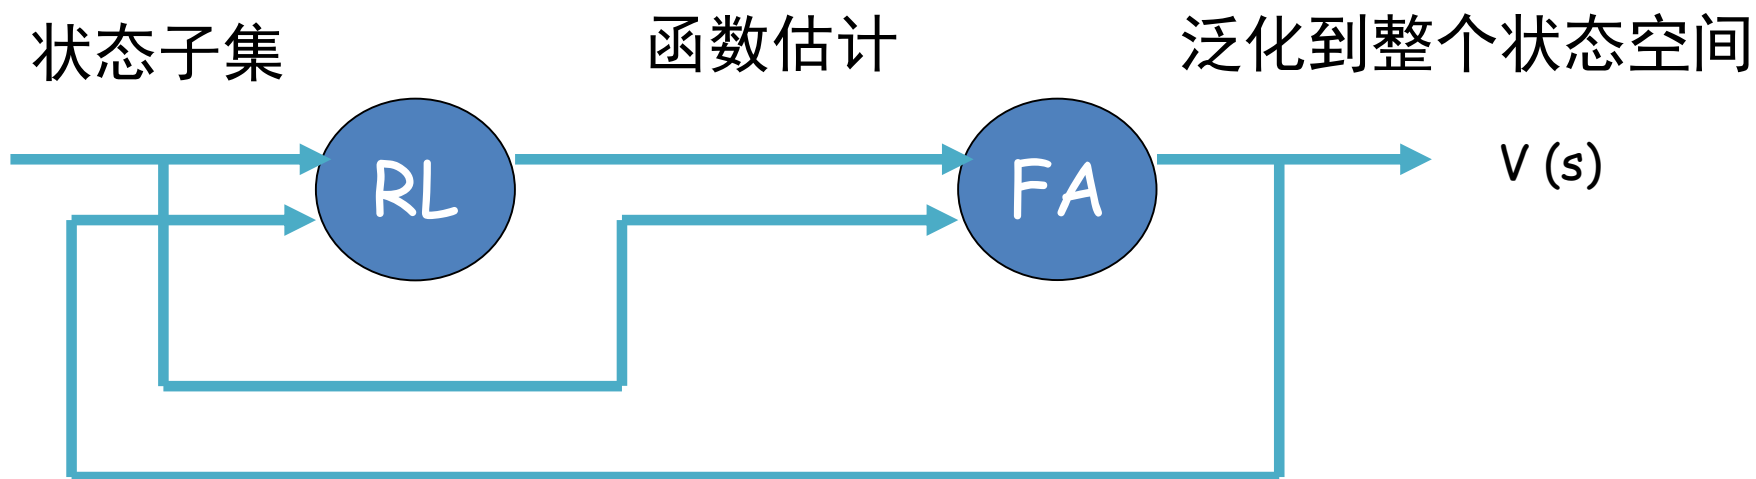 状态子集
函数估计
泛化到整个状态空间
RL
FA
V (s)